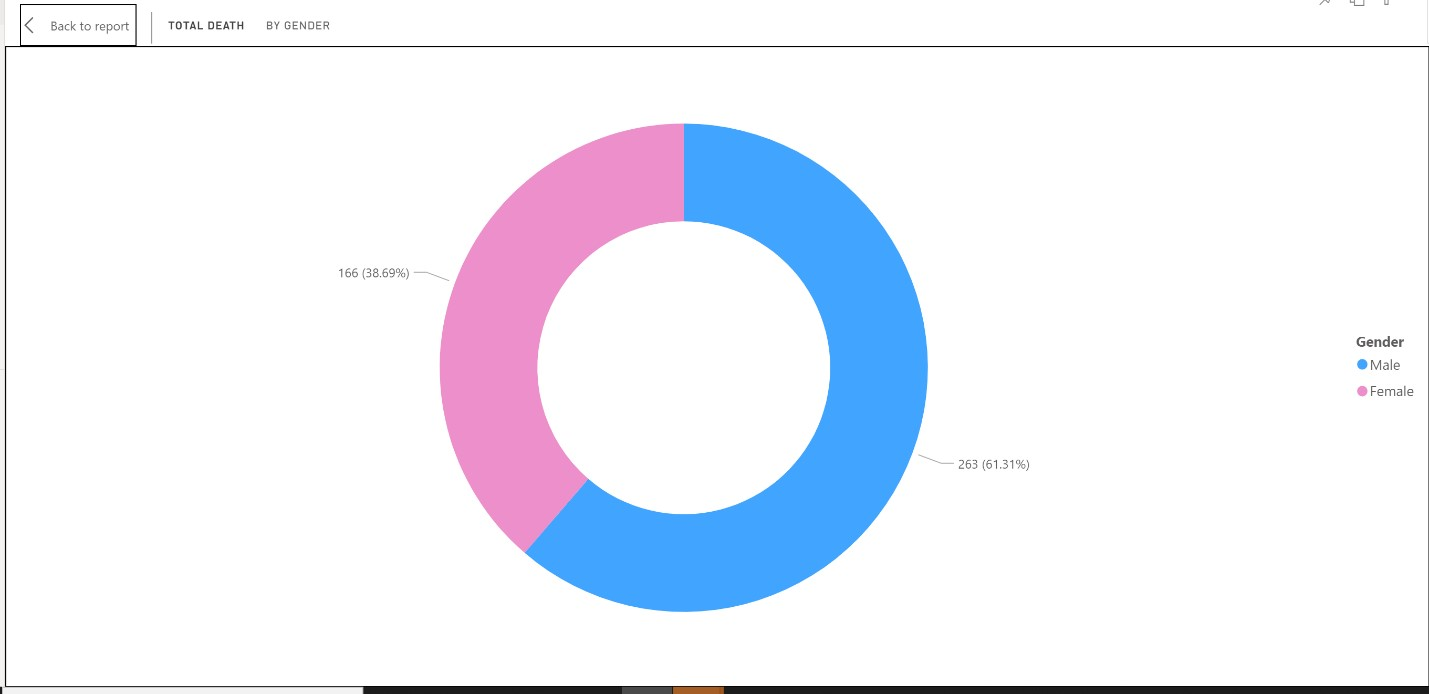 Back to report
TOTAL DEATH BY GENDER
166 (38.69%)
Gender
Male
Female
263 (61.31%)